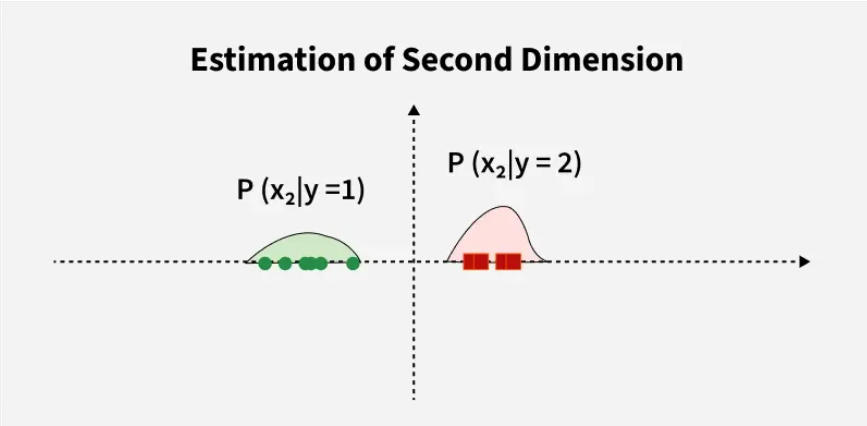 Estimation of Second Dimension
P (x₂|y = 2)
P (x₂|y =1)